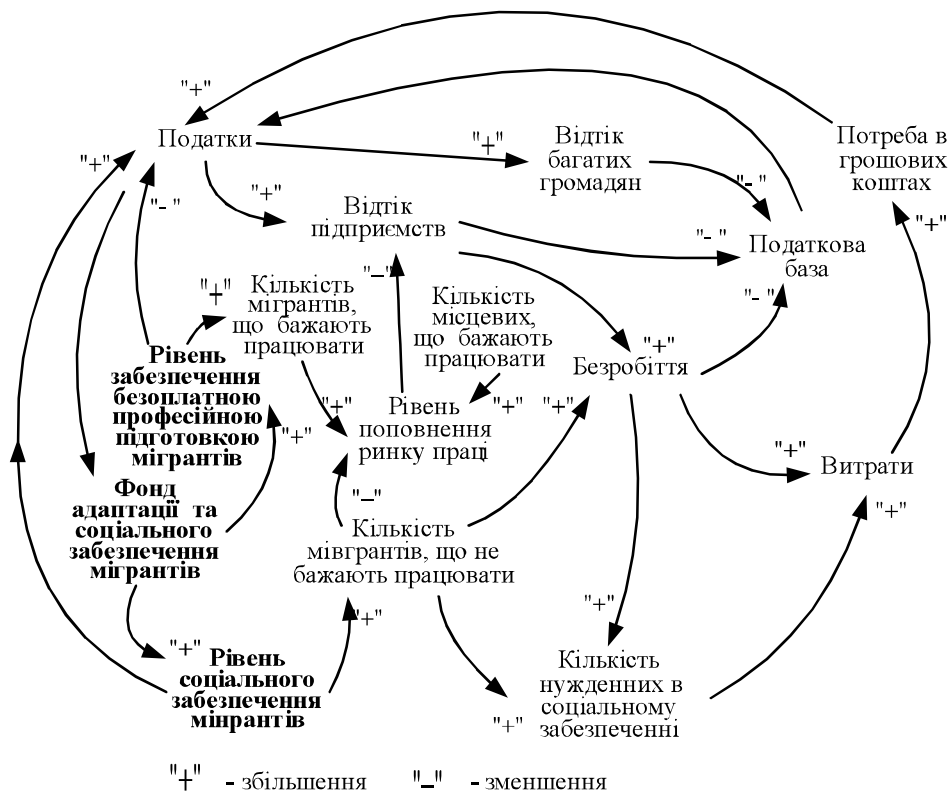 "+"
Податки
"+"
"+"
Відтік
багатих
громадян
Потреба в
грошових
коштах
"- "
"+"
"- "
"+"
Відтік
підприємств
"- "
Податкова
база
"–"
"+"
Кількість
мігрантів,
що бажають
працювати
Кількість
місцевих,
що бажають
працювати
"- "
"+"
Безробіття
Рівень
забезпечення
безоплатною
професійною
підготовкою
мігрантів
"+"
"+"
"+"
"+"
Рівень
поповнення
ринку праці
"+"
Витрати
Фонд
адаптації та
соціального
забезпечення
мігрантів
"–"
"+"
Кількість
мівгрантів, що не
бажають працювати
"+"
"+"
"+"
Рівень
соціального
забезпечення
мінрантів
Кількість
нужденних в
соціальному
забезпеченні
"+"
"+" - збільшення "–" - зменшення